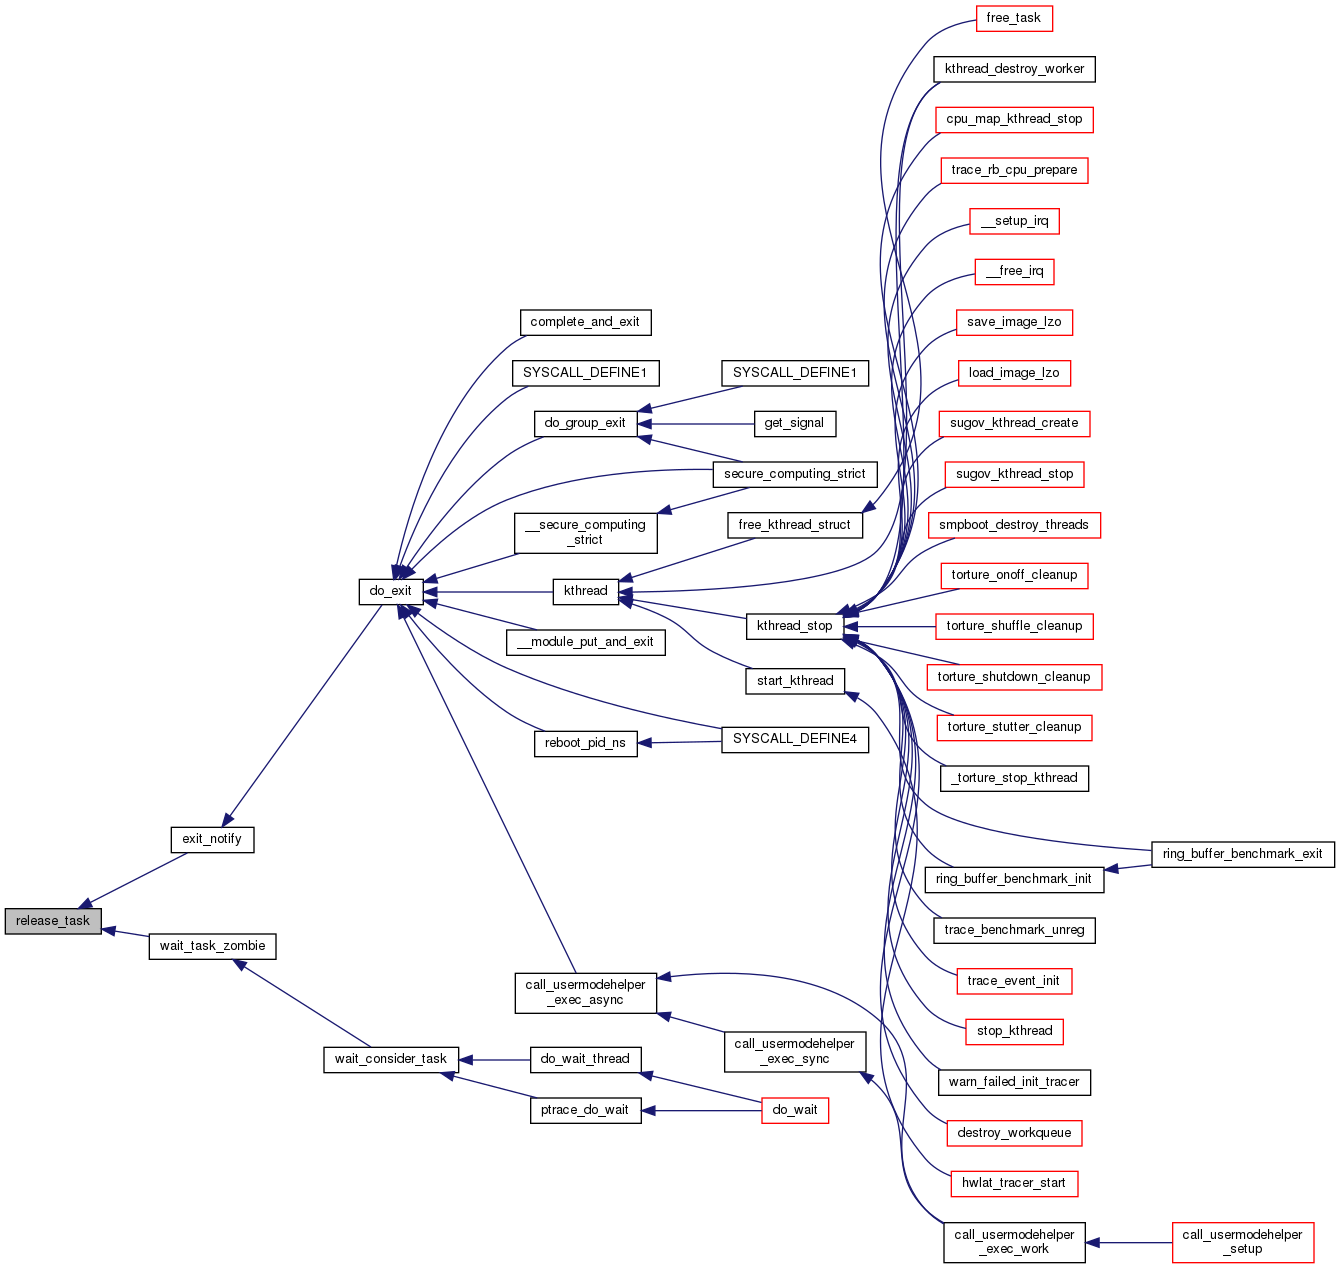 free_task
kthread_destroy_worker
cpu_map_kthread_stop
trace_rb_cpu_prepare
__setup_irq
__free_irq
save_image_lzo
load_image_lzo
sugov_kthread_create
sugov_kthread_stop
smpboot_destroy_threads
torture_onoff_cleanup
torture_shuffle_cleanup
torture_shutdown_cleanup
torture_stutter_cleanup
_torture_stop_kthread
ring_buffer_benchmark_exit
ring_buffer_benchmark_init
trace_benchmark_unreg
trace_event_init
stop_kthread
warn_failed_init_tracer
destroy_workqueue
hwlat_tracer_start
call_usermodehelper
_exec_work
call_usermodehelper
_setup
complete_and_exit
SYSCALL_DEFINE1
do_group_exit
SYSCALL_DEFINE1
get_signal
secure_computing_strict
__secure_computing
_strict
free_kthread_struct
do_exit
kthread
kthread_stop
__module_put_and_exit
start_kthread
reboot_pid_ns
SYSCALL_DEFINE4
exit_notify
release_task
wait_task_zombie
call_usermodehelper
_exec_async
call_usermodehelper
_exec_sync
wait_consider_task
do_wait_thread
ptrace_do_wait
do_wait